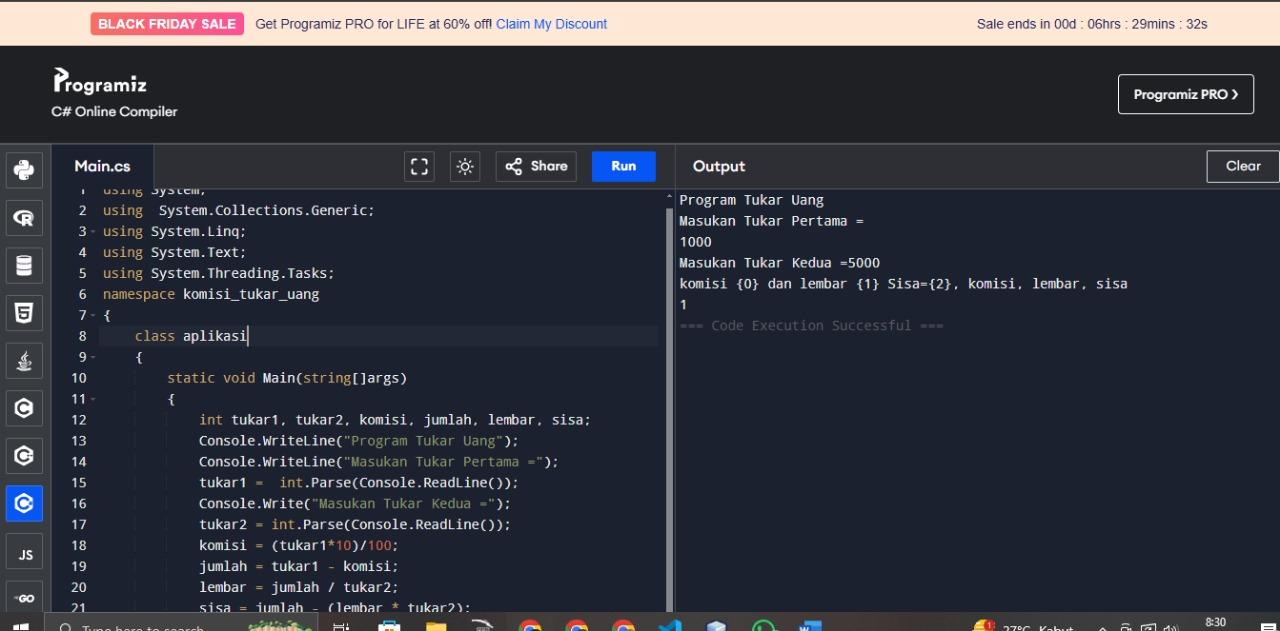 BLACK FRIDAY SALE Get Programiz PRO for LIFE at 60% off! Claim My Discount Sale ends in 00d : 06hrs : 29mins : 32s
Programiz
C# Online Compiler
Programiz PRO ❯
Main.cs
Share
Run
Output
Clear
1 using System;
2 using  System.Collections.Generic;
3 using System.Linq;
4 using System.Text;
5 using System.Threading.Tasks;
6 namespace komisi_tukar_uang
7 {
8 class aplikasi
9 {
10 static void Main(string[]args)
11 {
12 int tukar1, tukar2, komisi, jumlah, lembar, sisa;
13 Console.WriteLine("Program Tukar Uang");
14 Console.WriteLine("Masukan Tukar Pertama =");
15 tukar1 =  int.Parse(Console.ReadLine());
16 Console.Write("Masukan Tukar Kedua =");
17 tukar2 = int.Parse(Console.ReadLine());
18 komisi = (tukar1*10)/100;
19 jumlah = tukar1 - komisi;
20 lembar = jumlah / tukar2;
21 sisa = jumlah - (lembar * tukar2);
Program Tukar Uang
Masukan Tukar Pertama =
1000
Masukan Tukar Kedua =5000
komisi {0} dan lembar {1} Sisa={2}, komisi, lembar, sisa
1
=== Code Execution Successful ===
JS
GO
Type here to search
1
27°C Kabut
8:30